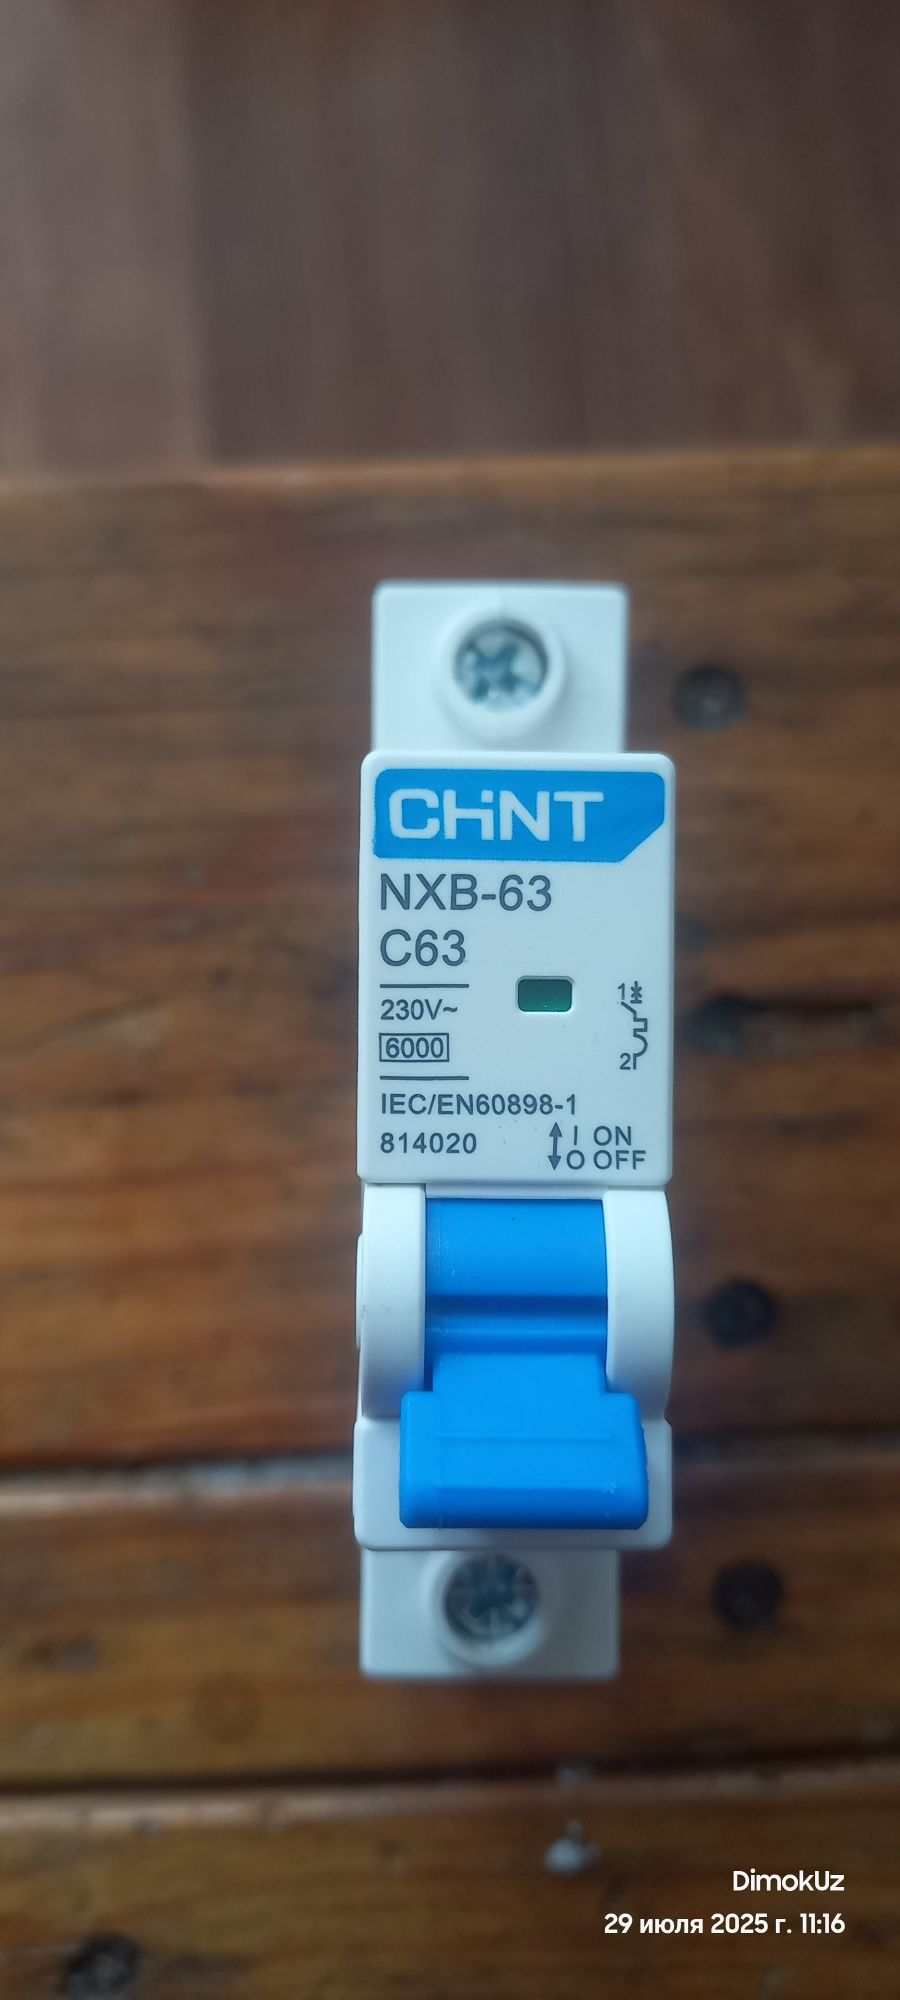 CHNT
NXB-63
C63
230V~
6000
IEC/EN60898-1
814020
1
2
I ON
O OFF
DimokUz
29 июля 2025 г. 11:16